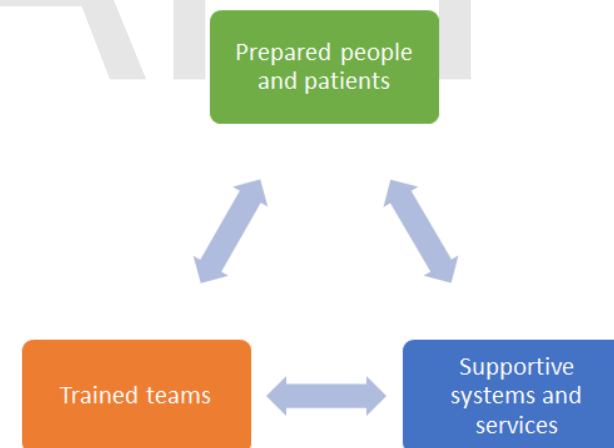 Prepared people
and patients
Trained teams
Supportive
systems and
services